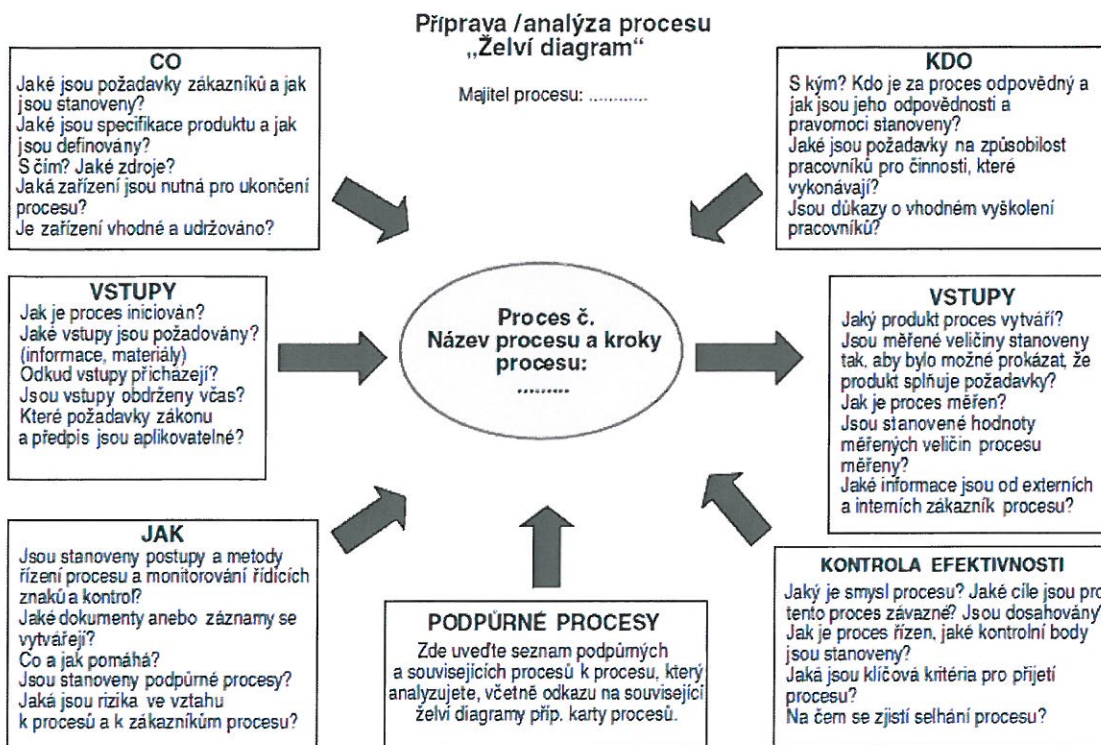 Příprava /analýza procesu
„Želví diagram“
Majitel procesu: ............
CO
Jaké jsou požadavky zákazníků a jak
jsou stanoveny?
Jaké jsou specifikace produktu a jak
jsou definovány?
S čím? Jaké zdroje?
Jaká zařízení jsou nutná pro ukončení
procesu?
Je zařízení vhodné a udržováno?
KDO
S kým? Kdo je za proces odpovědný a
jak jsou jeho odpovědnosti a
pravomoci stanoveny?
Jaké jsou požadavky na způsobilost
pracovníků pro činnosti, které
vykonávají?
Jsou důkazy o vhodném vyškolení
pracovníků?
VSTUPY
Jak je proces iniciován?
Jaké vstupy jsou požadovány?
(informace, materiály)
Odkud vstupy přicházejí?
Jsou vstupy obdrženy včas?
Které požadavky zákonu
a předpis jsou aplikovatelné?
Proces č.
Název procesu a kroky
procesu:
.........
VSTUPY
Jaký produkt proces vytváří?
Jsou měřené veličiny stanoveny
tak, aby bylo možné prokázat, že
produkt splňuje požadavky?
Jak je proces měřen?
Jsou stanovené hodnoty
měřených veličin procesu
měřeny?
Jaké informace jsou od externích
a interních zákazník procesu?
JAK
Jsou stanoveny postupy a metody
řízení procesu a monitorování řídících
znaků a kontrol?
Jaké dokumenty anebo záznamy se
vytvářejí?
Co a jak pomáhá?
Jsou stanoveny podpůrné procesy?
Jaká jsou rizika ve vztahu
k procesů a k zákazníkům procesu?
PODPŮRNÉ PROCESY
Zde uveďte seznam podpůrných
a souvisejících procesů k procesu, který
analyzujete, včetně odkazu na související
želví diagramy příp. karty procesů.
KONTROLA EFEKTIVNOSTI
Jaký je smysl procesu? Jaké cíle jsou pro
tento proces závazné? Jsou dosahovány?
Jak je proces řízen, jaké kontrolní body
jsou stanoveny?
Jaká jsou klíčová kritéria pro přijetí
procesu?
Na čem se zjistí selhání procesu?